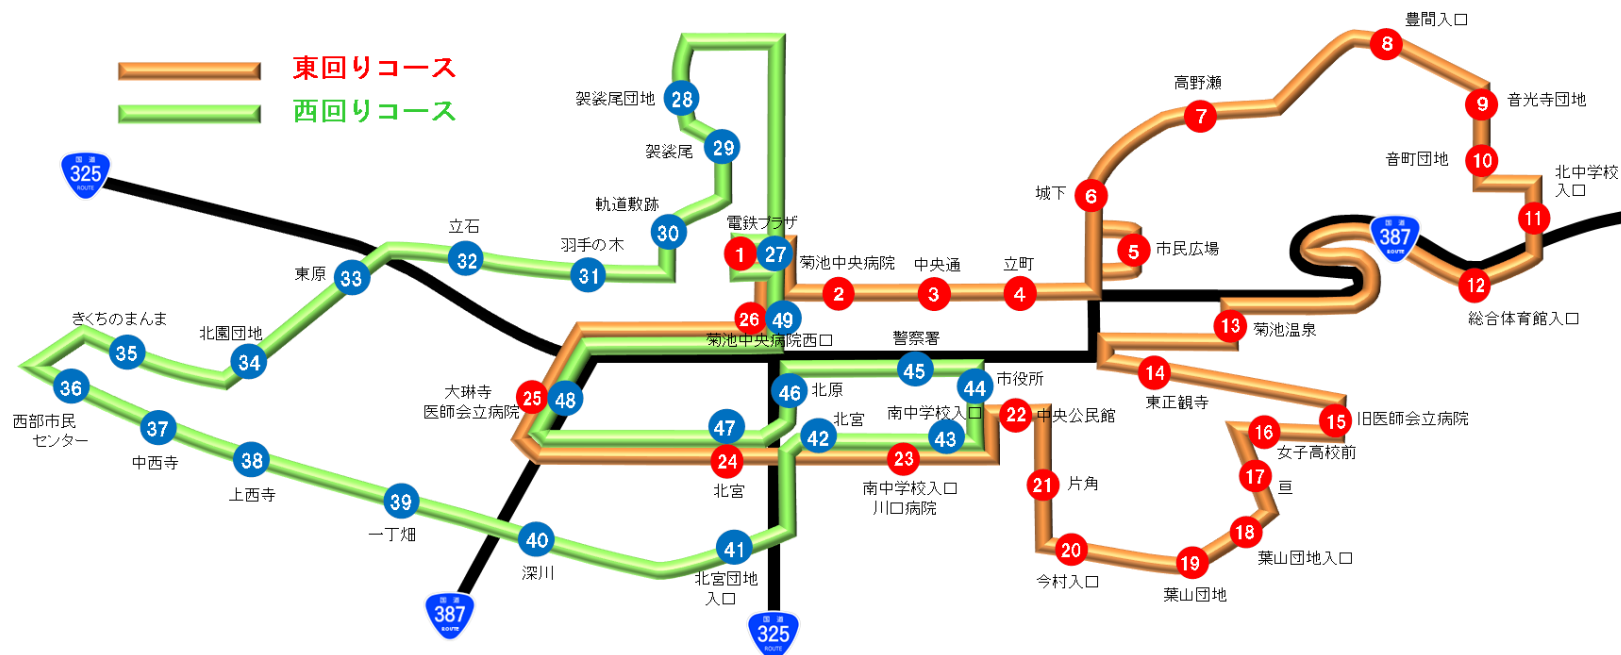 東回りコース
西回りコース
国道
325
ROUTE
豊間入口
8
高野瀬
7
9
音光寺団地
音町団地
10
北中学校
入口
11
国道
387
ROUTE
12
総合体育館入口
城下
6
5
市民広場
袈裟尾団地
28
袈裟尾
29
軌道敷跡
30
立石
32
羽手の木
31
東原
33
電鉄プラザ
1
27
菊池中央病院
2
中央通
3
立町
4
26
49
菊池中央病院西口
13
菊池温泉
きくちのまんま
35
北園団地
34
36
西部市民
センター
37
中西寺
38
上西寺
39
一丁畑
40
深川
41
北宮団地
入口
大琳寺
医師会立病院
25
48
警察署
45
46
北原
44
市役所
47
24
北宮
北宮
42
南中学校入口
43
23
南中学校入口
川口病院
22
中央公民館
21
片角
20
今村入口
19
葉山団地
18
葉山団地入口
17
亘
16
女子高校前
15
旧医師会立病院
14
東正観寺
国道
387
ROUTE
国道
325
ROUTE